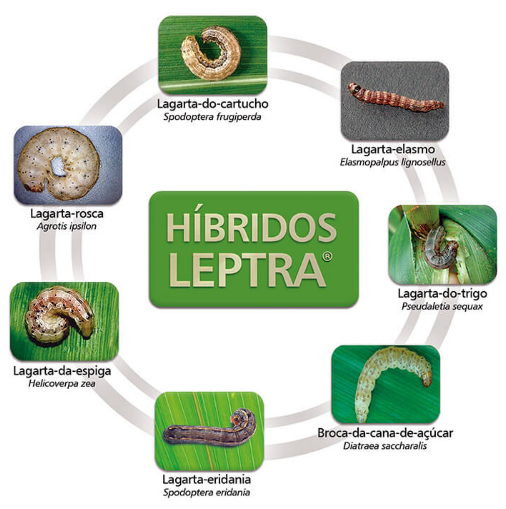 Lagarta-do-cartucho
Spodoptera frugiperda
Lagarta-elasmo
Elasmopalpus lignosellus
Lagarta-rosca
Agrotis ipsilon
HÍBRIDOS
LEPTRA®
Lagarta-do-trigo
Pseudaletia sequax
Lagarta-da-espiga
Helicoverpa zea
Broca-da-cana-de-açúcar
Diatraea saccharalis
Lagarta-eridania
Spodoptera eridania